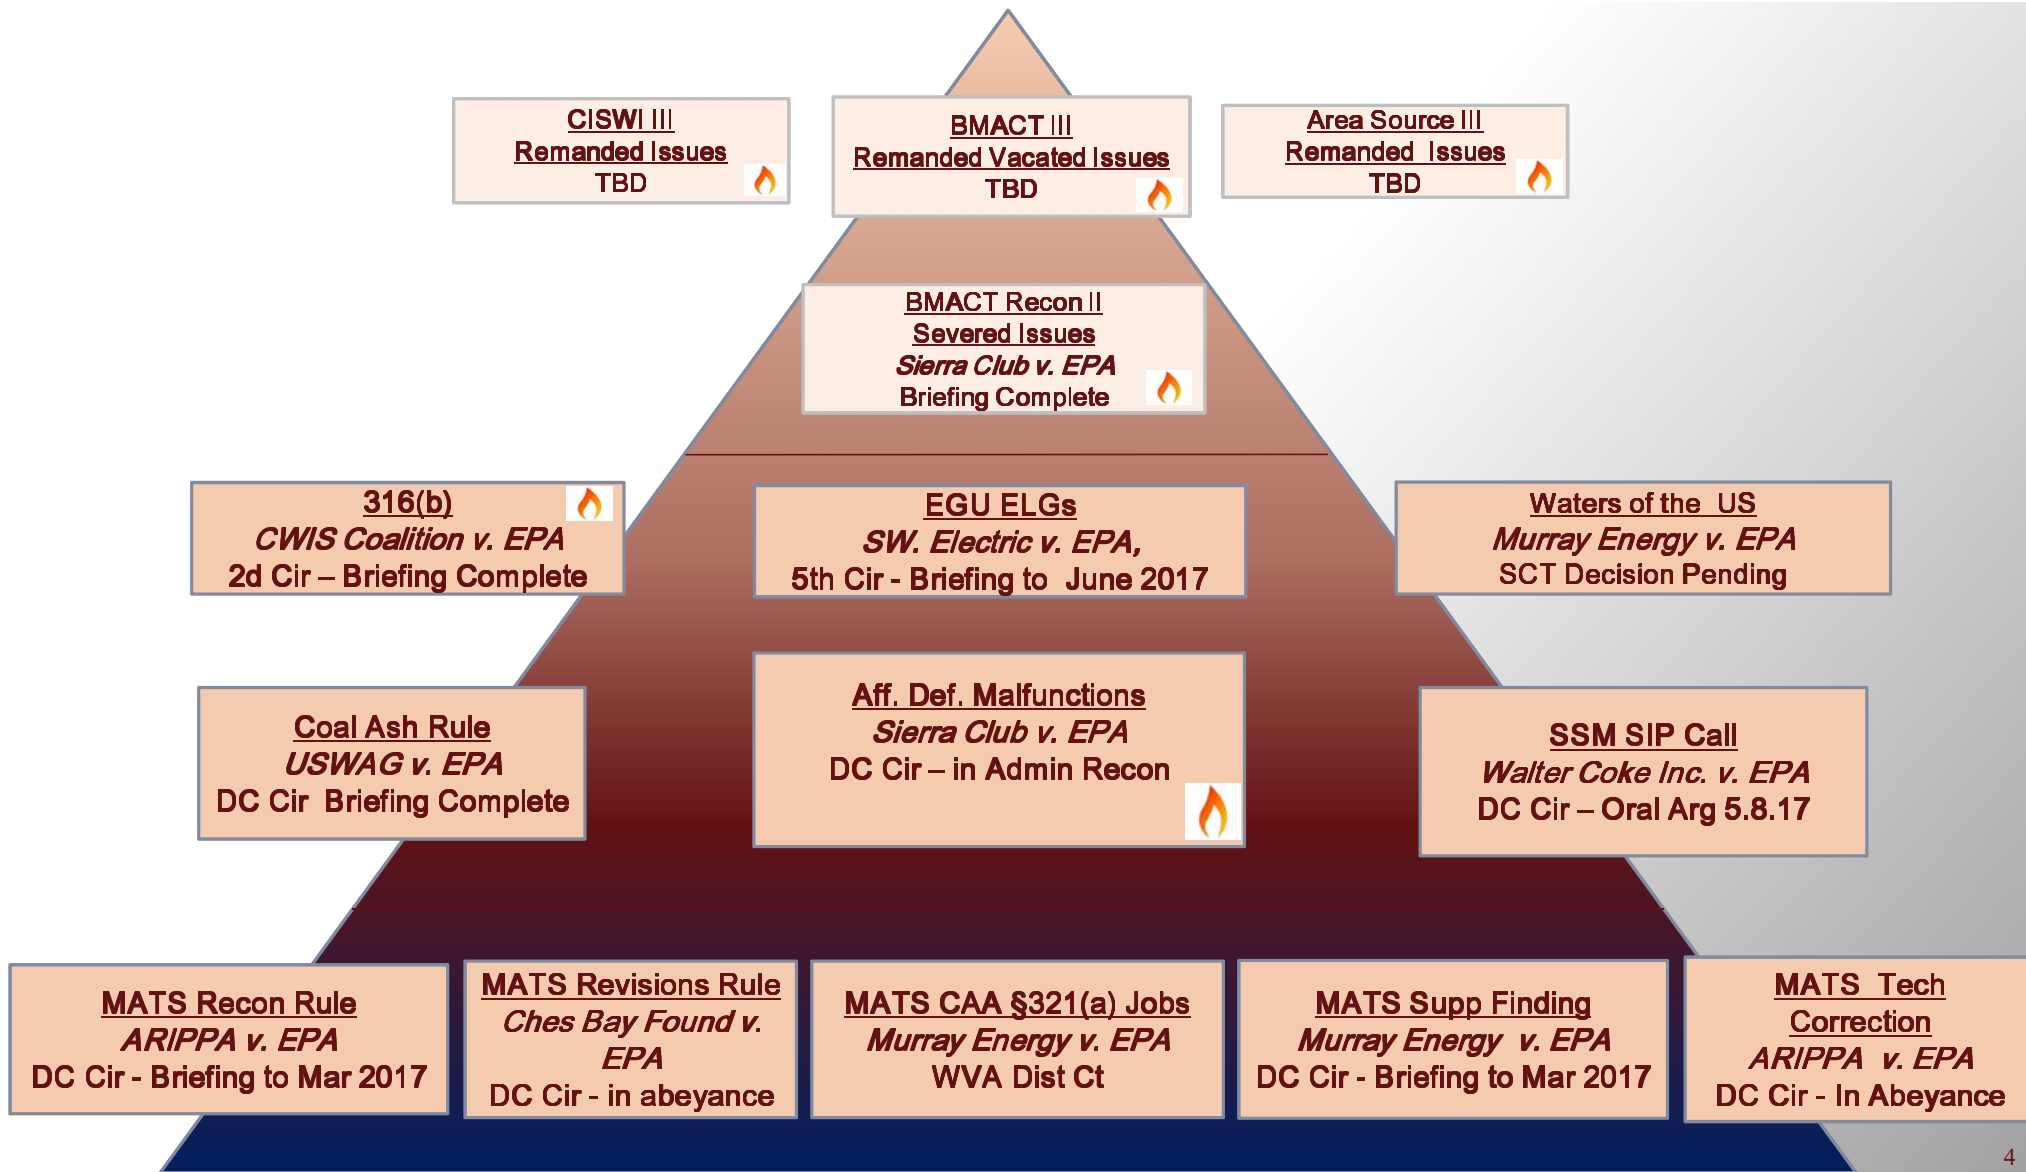 CISWI III
Remanded Issues
TBD
BMACT III
Remanded Vacated Issues
TBD
Area Source III
Remanded Issues
TBD
BMACT Recon II
Severed Issues
Sierra Club v. EPA
Briefing Complete
316(b)
CWIS Coalition v. EPA
2d Cir – Briefing Complete
EGU ELGs
SW. Electric v. EPA,
5th Cir - Briefing to June 2017
Waters of the US
Murray Energy v. EPA
SCT Decision Pending
Coal Ash Rule
USWAG v. EPA
DC Cir Briefing Complete
Aff. Def. Malfunctions
Sierra Club v. EPA
DC Cir – in Admin Recon
SSM SIP Call
Walter Coke Inc. v. EPA
DC Cir – Oral Arg 5.8.17
MATS Recon Rule
ARIPPA v. EPA
DC Cir - Briefing to Mar 2017
MATS Revisions Rule
Ches Bay Found v.
EPA
DC Cir - in abeyance
MATS CAA §321(a) Jobs
Murray Energy v. EPA
WVA Dist Ct
MATS Supp Finding
Murray Energy v. EPA
DC Cir - Briefing to Mar 2017
MATS Tech
Correction
ARIPPA v. EPA
DC Cir - In Abeyance
4